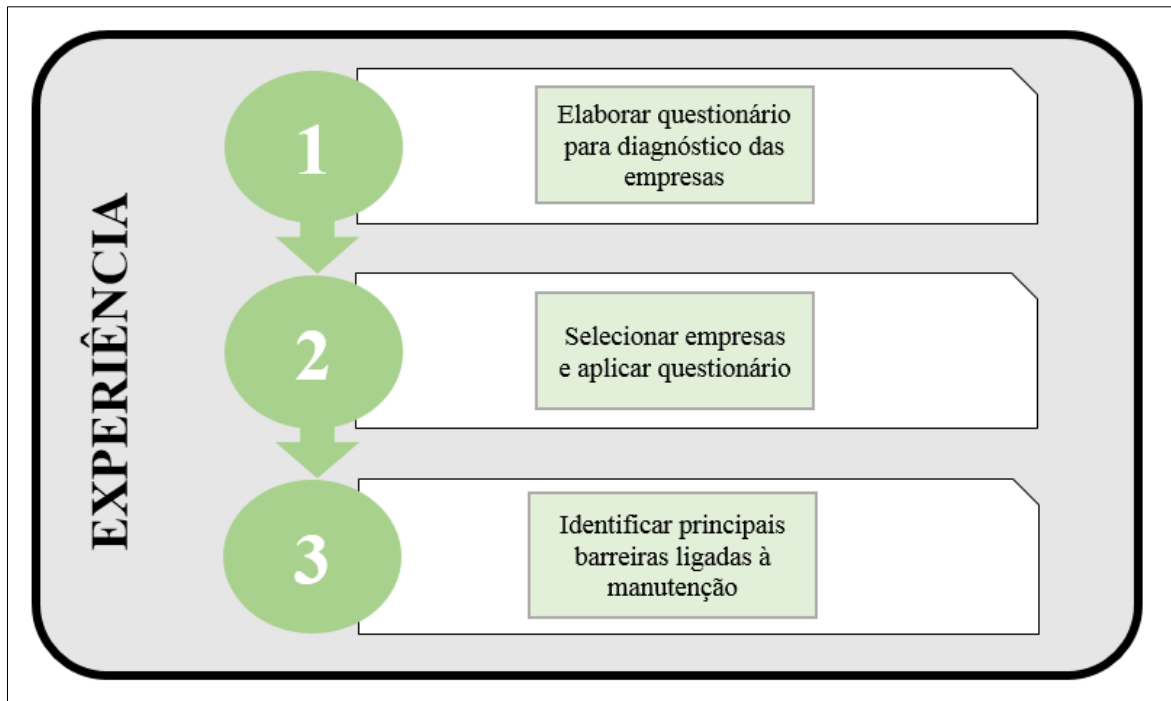 EXPERIÊNCIA
1
Elaborar questionário
para diagnóstico das
empresas
2
Selecionar empresas
e aplicar questionário
3
Identificar principais
barreiras ligadas à
manutenção